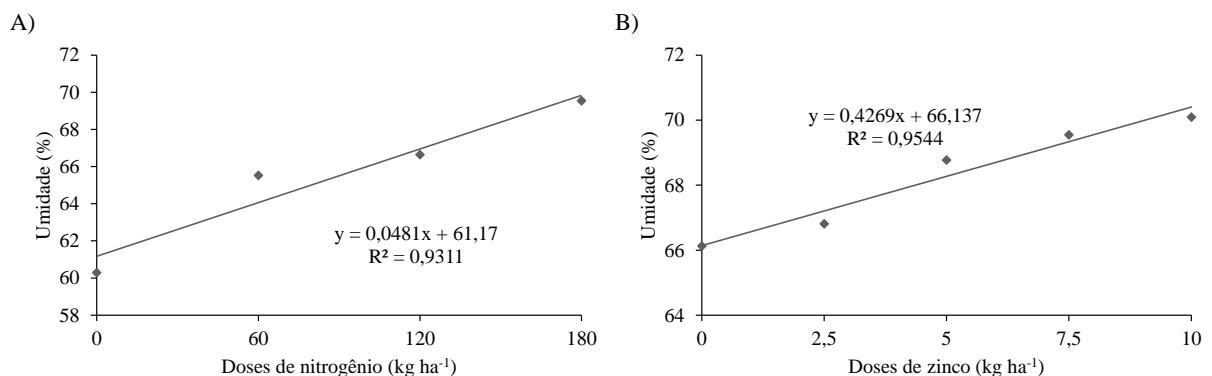 A)
Umidade (%)
72
70
68
66
64
62
60
58
y = 0,0481x + 61,17
R² = 0,9311
0 60 120 180
Doses de nitrogênio (kg ha⁻¹)
B)
Umidade (%)
72
70
68
66
64
y = 0,4269x + 66,137
R² = 0,9544
0 2,5 5 7,5 10
Doses de zinco (kg ha⁻¹)